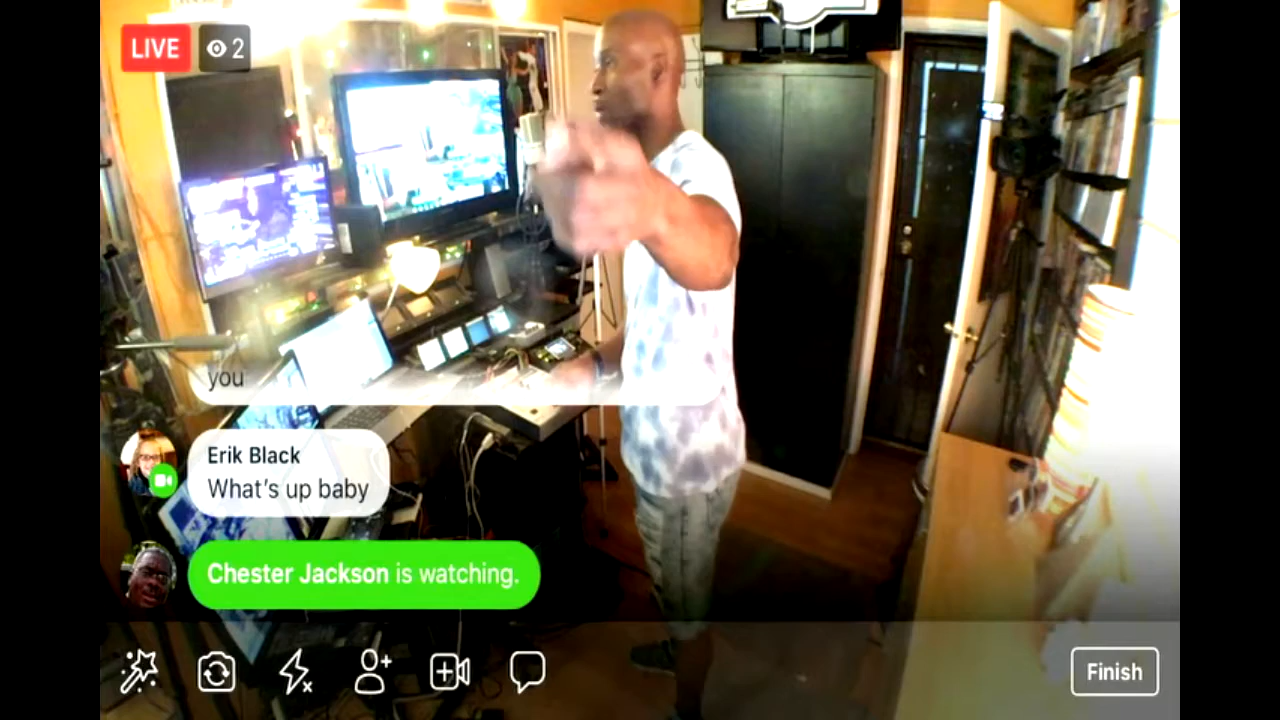 LIVE 2
you
Erik Black
What's up baby
Chester Jackson is watching.
Finish